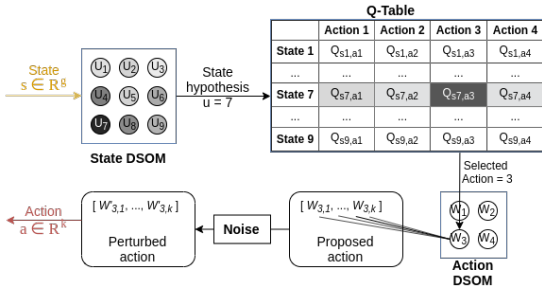 Q-Table
Action 1 Action 2 Action 3 Action 4
State 1 Qs1,a1 Qs1,a2 Qs1,a3 Qs1,a4
... ... ... ... ...
State 7 Qs7,a1 Qs7,a2 Qs7,a3 Qs7,a4
... ... ... ... ...
State 9 Qs9,a1 Qs9,a2 Qs9,a3 Qs9,a4
State
s ∈ R^g
U1 U2 U3
U4 U5 U6
U7 U8 U9
State DSOM
State
hypothesis
u = 7
Selected
Action = 3
W1 W2
W3 W4
Action
DSOM
[ W3,1, ..., W3,k ]
Proposed
action
Noise
[ W'3,1, ..., W'3,k ]
Perturbed
action
Action
a ∈ R^k